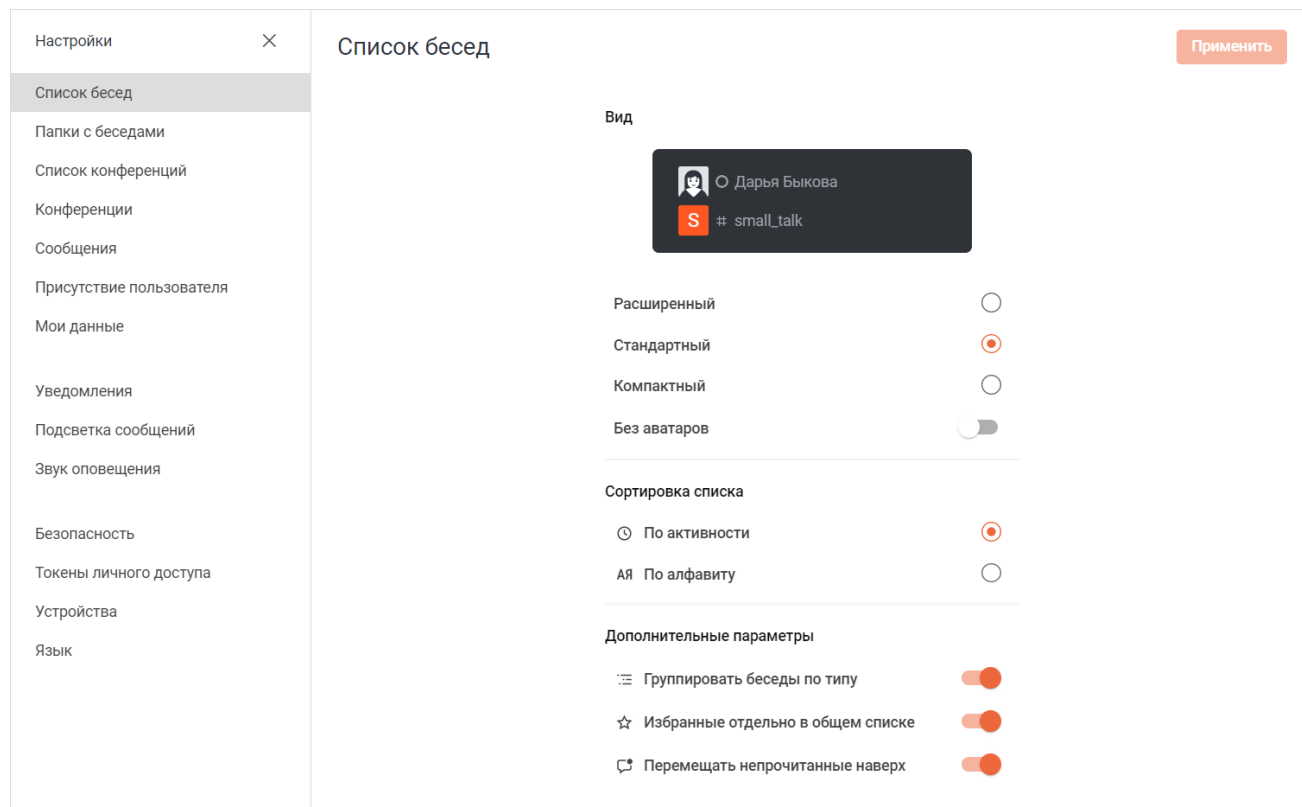 Настройки
Список бесед
Папки с беседами
Список конференций
Конференции
Сообщения
Присутствие пользователя
Мои данные
Уведомления
Подсветка сообщений
Звук оповещения
Безопасность
Токены личного доступа
Устройства
Язык
Список бесед
Применить
Вид
Дарья Быкова
S # small_talk
Расширенный
Стандартный
Компактный
Без аватаров
Сортировка списка
По активности
АЯ По алфавиту
Дополнительные параметры
Группировать беседы по типу
Избранные отдельно в общем списке
Перемещать непрочитанные наверх